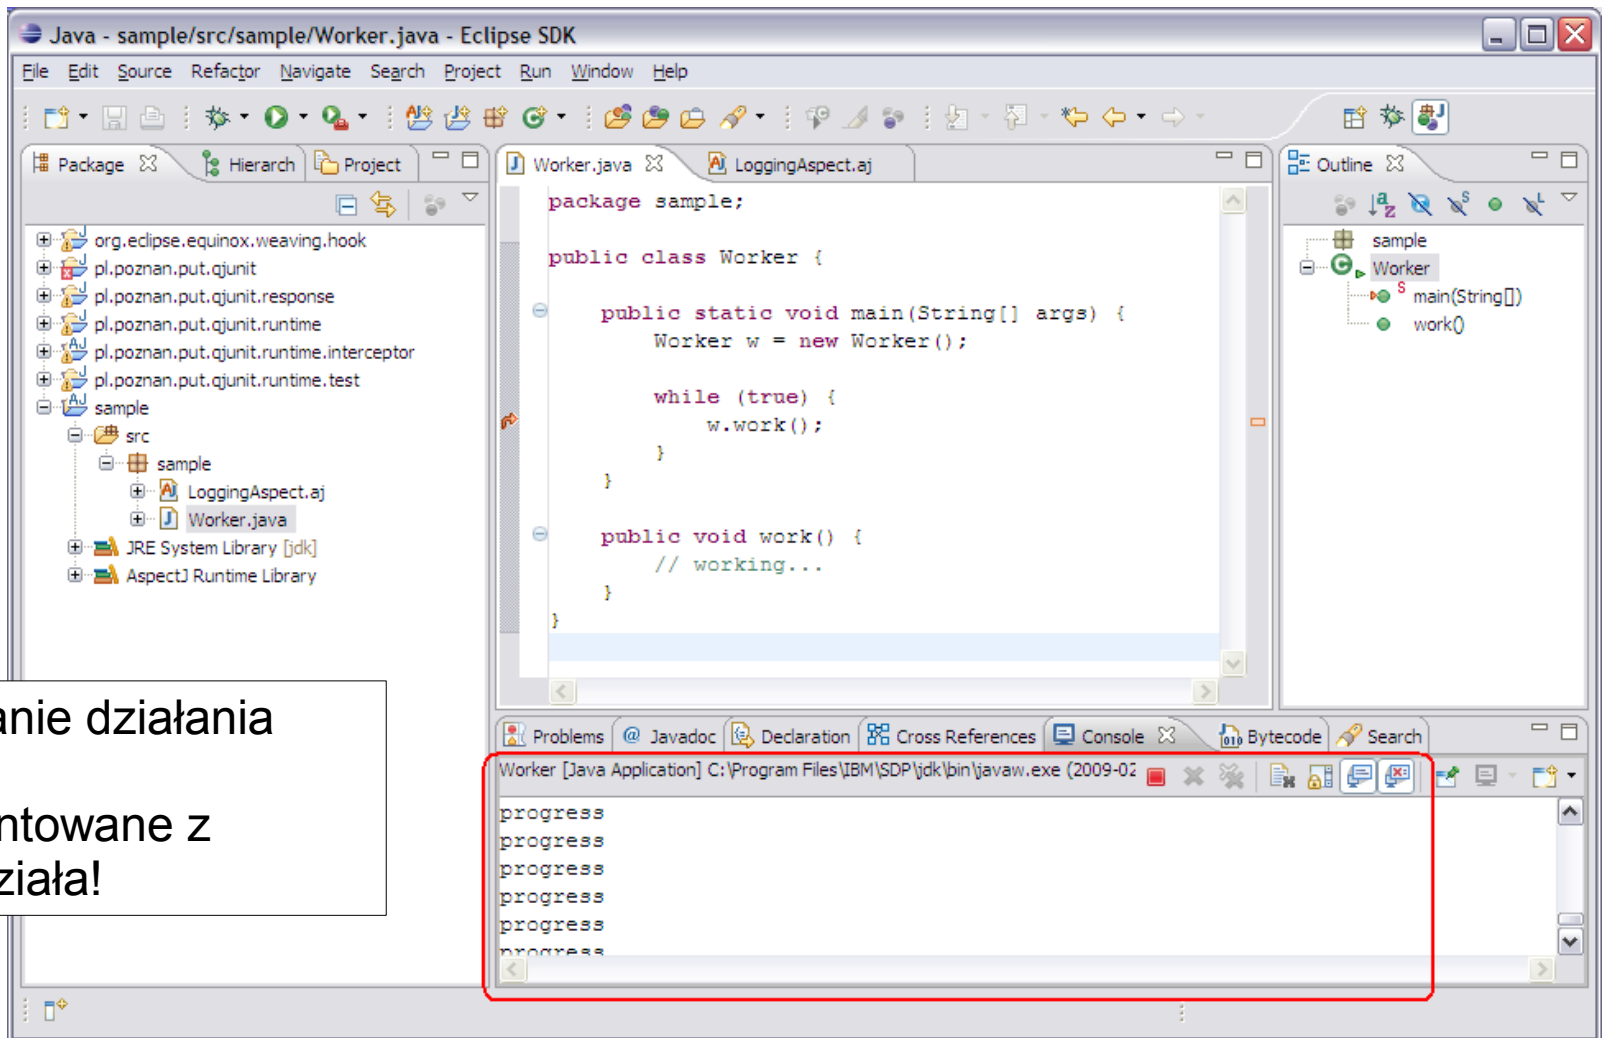 Java - sample/src/sample/Worker.java - Eclipse SDK
File Edit Source Refactor Navigate Search Project Run Window Help
Package Hierarch Project
org.eclipse.equinox.weaving.hook
pl.poznan.put.qjunit
pl.poznan.put.qjunit.response
pl.poznan.put.qjunit.runtime
pl.poznan.put.qjunit.runtime.interceptor
pl.poznan.put.qjunit.runtime.test
sample
src
sample
LoggingAspect.aj
Worker.java
JRE System Library [jdk]
AspectJ Runtime Library
Worker.java LoggingAspect.aj
package sample;
public class Worker {
public static void main(String[] args) {
Worker w = new Worker();
while (true) {
w.work();
}
}
public void work() {
// working...
}
}
Outline
sample
Worker
main(String[])
work()
anie działania
ntowane z
ziała!
Problems Javadoc Declaration Cross References Console Bytecode Search
Worker [Java Application] C:\Program Files\IBM\SDP\jdk\bin\javaw.exe (2009-02
progress
progress
progress
progress
progress
progress